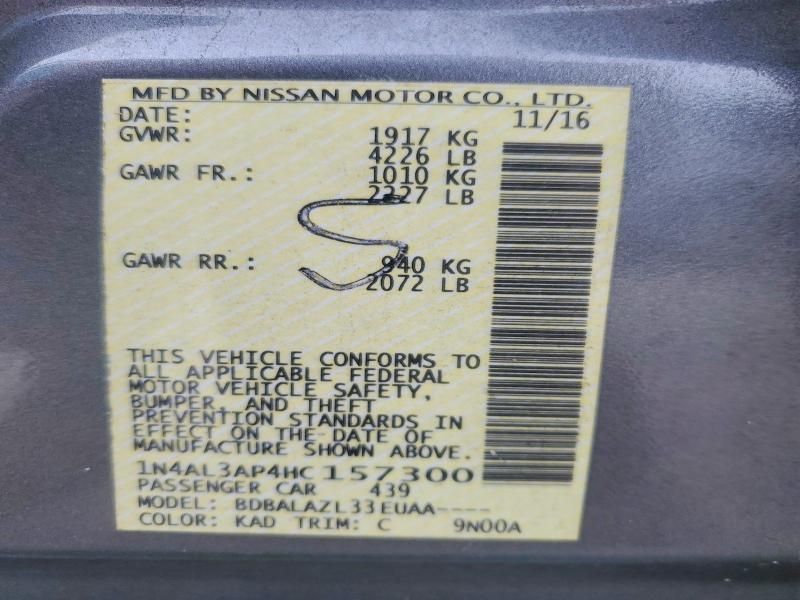 MFD BY NISSAN MOTOR CO., LTD.
DATE: 11/16
GVWR: 1917 KG
4226 LB
GAWR FR.: 1010 KG
2227 LB
S
GAWR RR.: 940 KG
2072 LB
THIS VEHICLE CONFORMS TO
ALL APPLICABLE FEDERAL
MOTOR VEHICLE SAFETY,
BUMPER, AND THEFT
PREVENTION STANDARDS IN
EFFECT ON THE DATE OF
MANUFACTURE SHOWN ABOVE.
1N4AL3AP4HC157300
PASSENGER CAR 439
MODEL: BDBALAZL33EUAA----
COLOR: KAD TRIM: C 9N00A